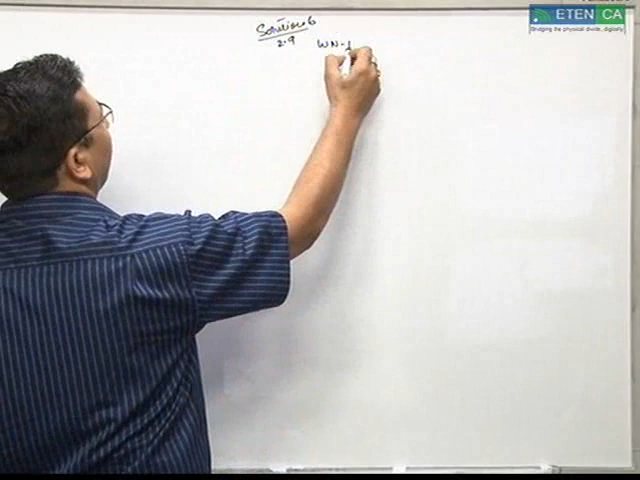 Solution 6
2.9 WN-1
ETEN CA
Bridging the physical divide, digitally